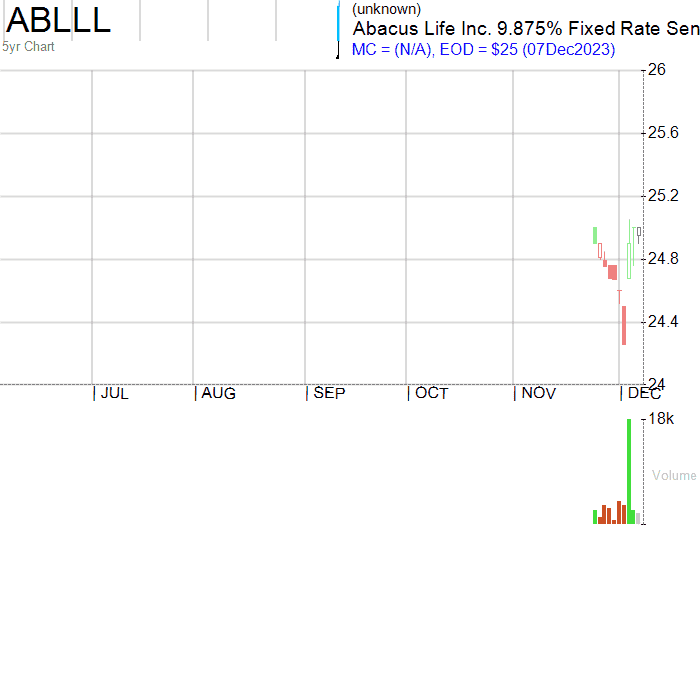 ABLLL
5yr Chart
(unknown)
Abacus Life Inc. 9.875% Fixed Rate Sen
MC = (N/A), EOD = $25 (07Dec2023)
26
25.6
25.2
24.8
24.4
24
JUL AUG SEP OCT NOV DEC
18k
Volume